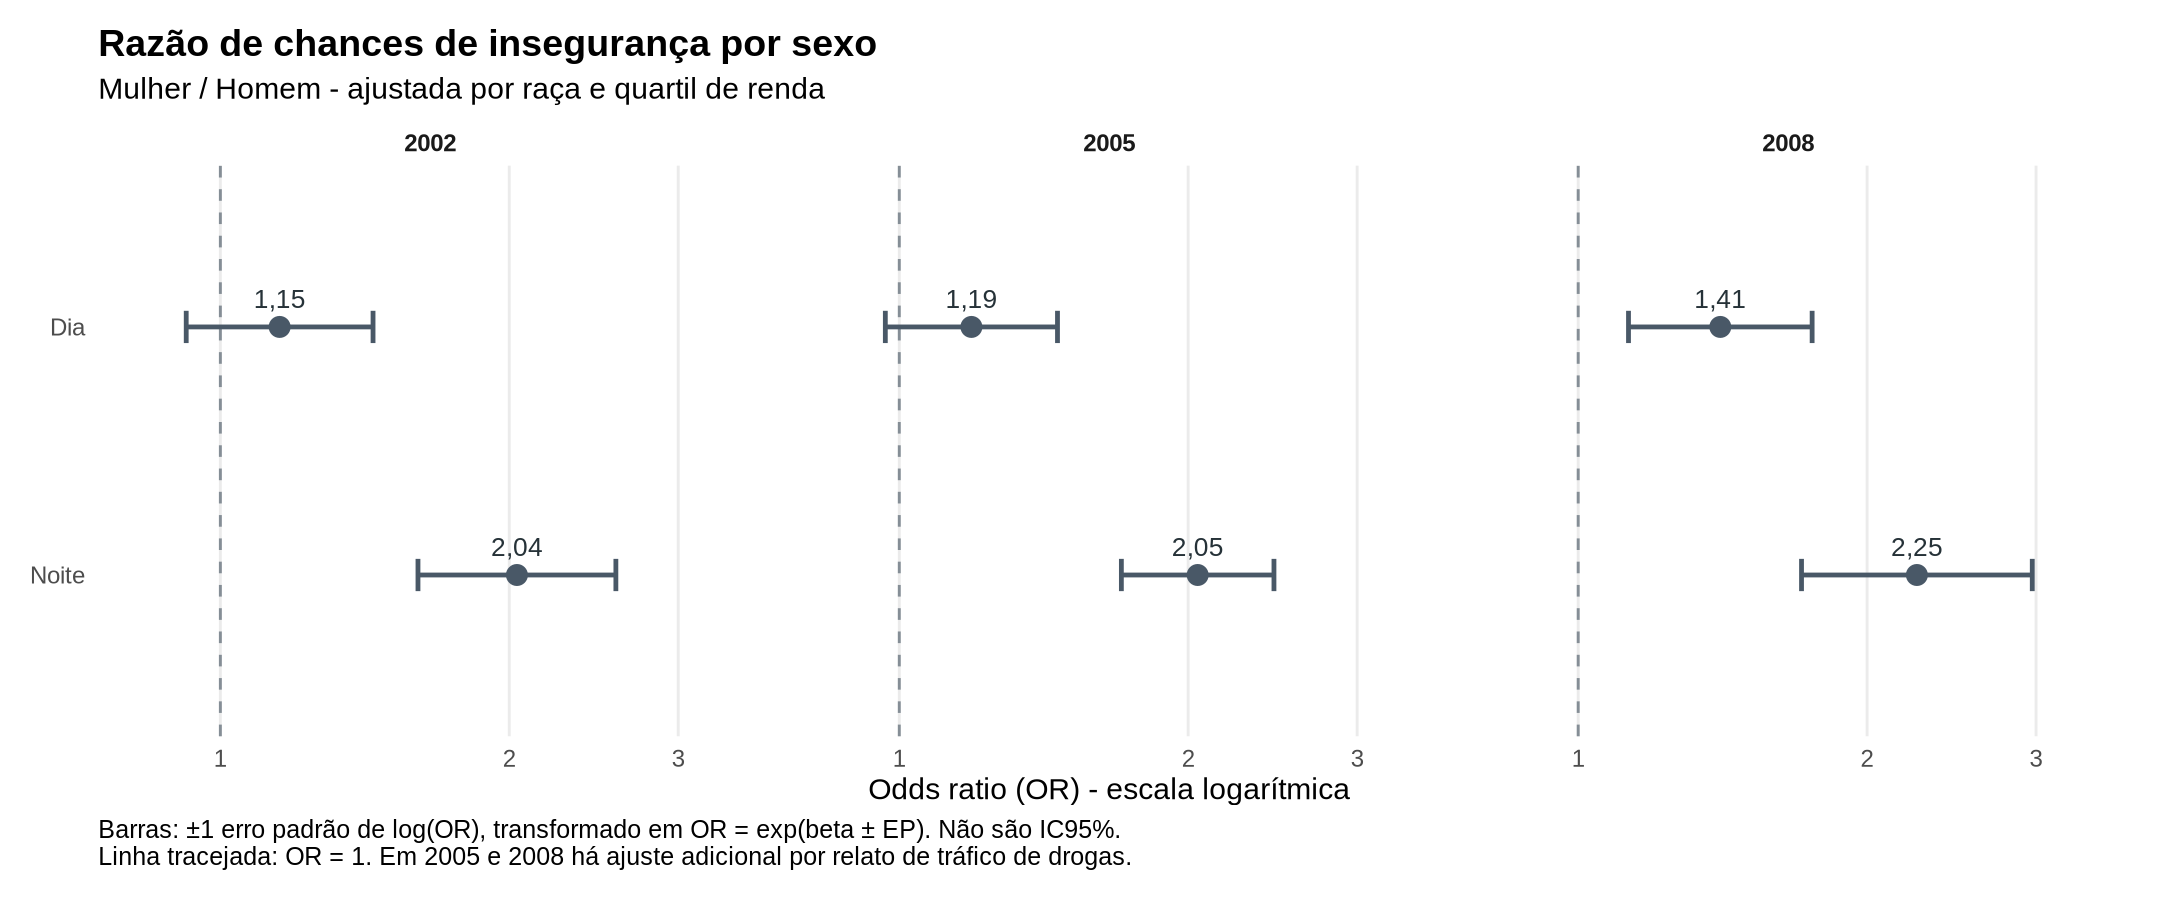 Razão de chances de insegurança por sexo
Mulher / Homem - ajustada por raça e quartil de renda
2002 2005 2008
Dia 1,15 1,19 1,41
Noite 2,04 2,05 2,25
1 2 3 1 2 3 1 2 3
Odds ratio (OR) - escala logarítmica
Barras: ±1 erro padrão de log(OR), transformado em OR = exp(beta ± EP). Não são IC95%.
Linha tracejada: OR = 1. Em 2005 e 2008 há ajuste adicional por relato de tráfico de drogas.